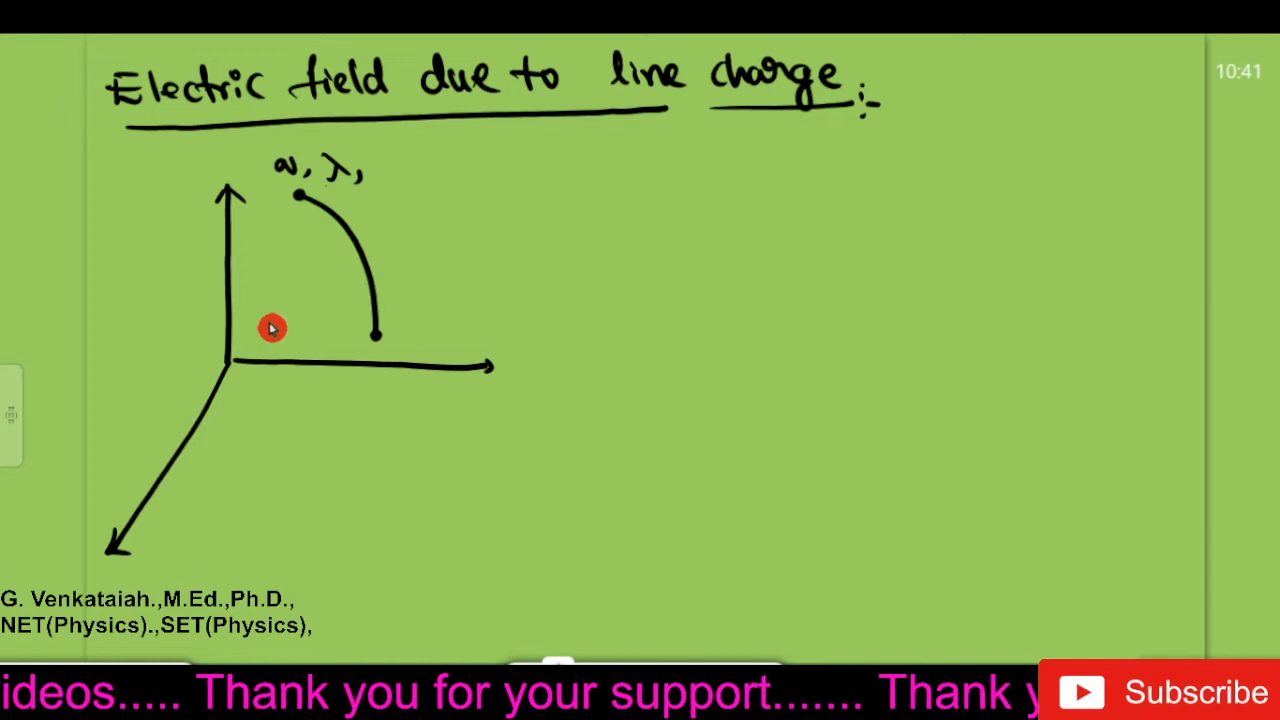 Electric field due to line charge :-
10:41
λ,
G. Venkataiah.,M.Ed.,Ph.D.,
NET(Physics).,SET(Physics),
ideos..... Thank you for your support....... Thank y
Subscribe